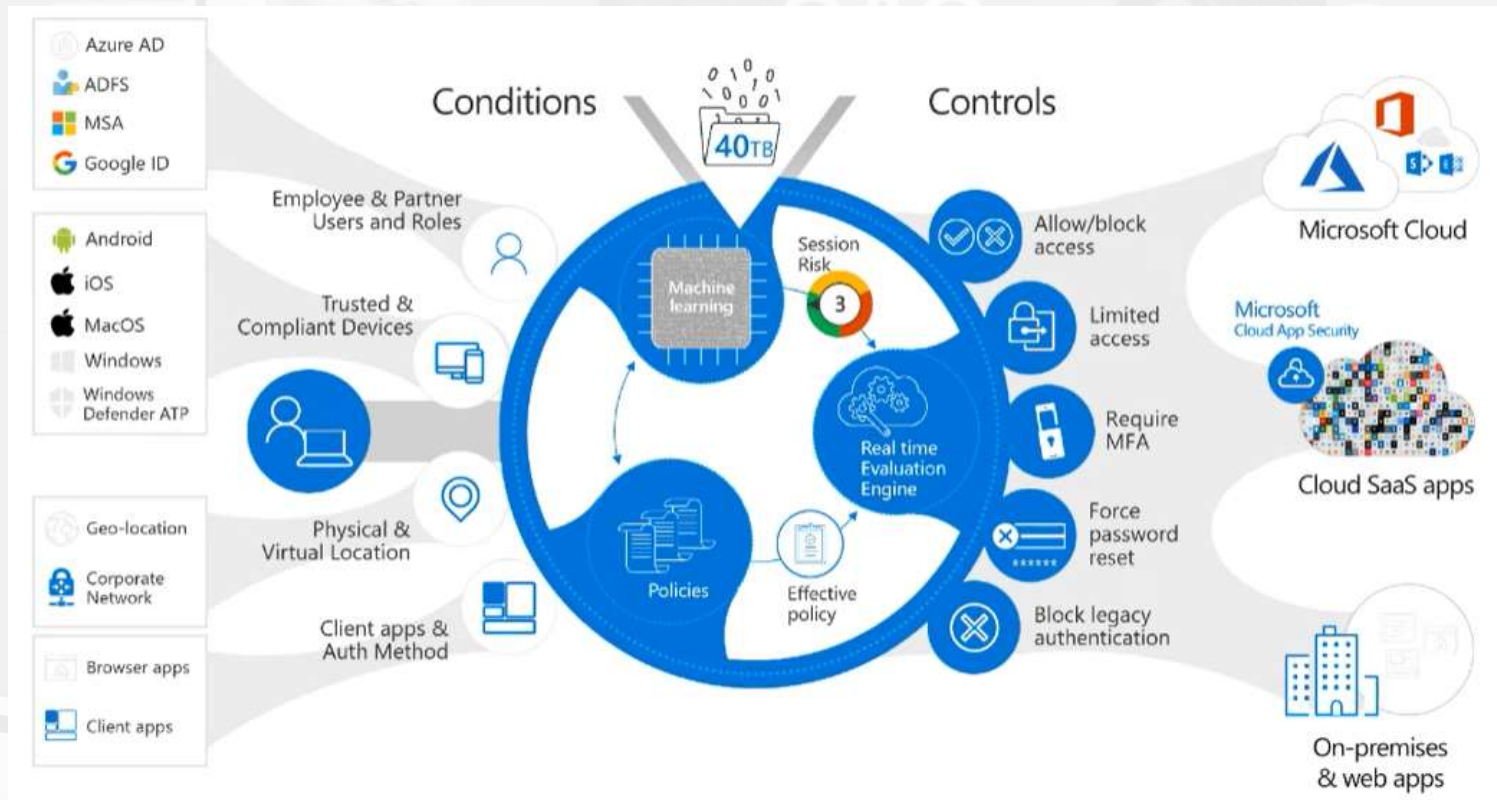 Azure AD
ADFS
MSA
Google ID
Android
iOS
MacOS
Windows
Windows
Defender ATP
Geo-location
Corporate
Network
Browser apps
Client apps
Conditions
Employee & Partner
Users and Roles
Trusted &
Compliant Devices
Physical &
Virtual Location
Client apps &
Auth Method
40TB
Machine
learning
Session
Risk
3
Real time
Evaluation
Engine
Policies
Effective
policy
Controls
Allow/block
access
Limited
access
Require
MFA
Force
password
reset
******
Block legacy
authentication
Microsoft Cloud
Microsoft
Cloud App Security
Cloud SaaS apps
On-premises
& web apps